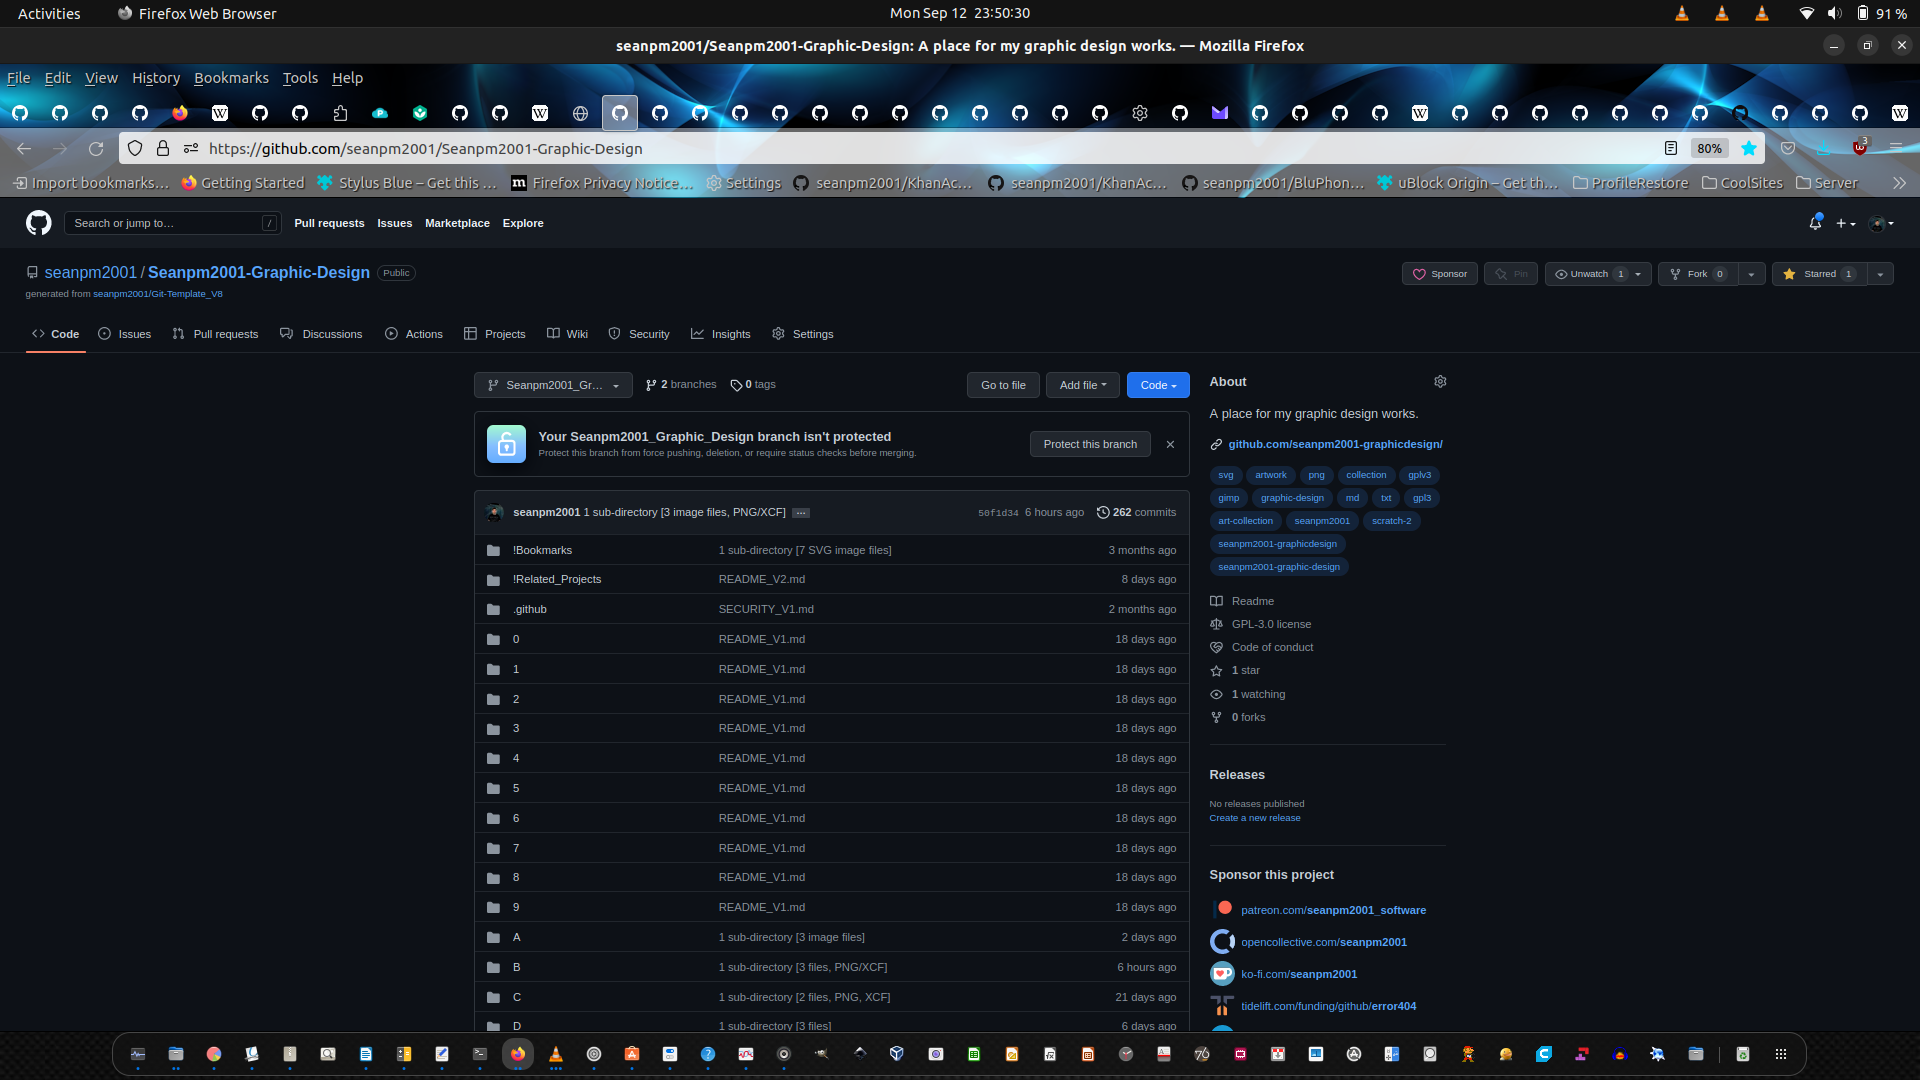 Activities Firefox Web Browser Mon Sep 12 23:50:30 91 %
seanpm2001/Seanpm2001-Graphic-Design: A place for my graphic design works. — Mozilla Firefox
File Edit View History Bookmarks Tools Help
https://github.com/seanpm2001/Seanpm2001-Graphic-Design 80% 3
Import bookmarks… Getting Started Stylus Blue – Get this … Firefox Privacy Notice… Settings seanpm2001/KhanAc… seanpm2001/KhanAc… seanpm2001/BluPhon… uBlock Origin – Get th… ProfileRestore CoolSites Server
Search or jump to… / Pull requests Issues Marketplace Explore
seanpm2001 / Seanpm2001-Graphic-Design Public Sponsor Pin Unwatch 1 Fork 0 Starred 1
generated from seanpm2001/Git-Template_V8
Code Issues Pull requests Discussions Actions Projects Wiki Security Insights Settings
Seanpm2001_Gr… 2 branches 0 tags Go to file Add file Code
Your Seanpm2001_Graphic_Design branch isn't protected
Protect this branch from force pushing, deletion, or require status checks before merging.
Protect this branch
seanpm2001 1 sub-directory [3 image files, PNG/XCF] … 50f1d34 6 hours ago 262 commits
!Bookmarks 1 sub-directory [7 SVG image files] 3 months ago
!Related_Projects README_V2.md 8 days ago
.github SECURITY_V1.md 2 months ago
0 README_V1.md 18 days ago
1 README_V1.md 18 days ago
2 README_V1.md 18 days ago
3 README_V1.md 18 days ago
4 README_V1.md 18 days ago
5 README_V1.md 18 days ago
6 README_V1.md 18 days ago
7 README_V1.md 18 days ago
8 README_V1.md 18 days ago
9 README_V1.md 18 days ago
A 1 sub-directory [3 image files] 2 days ago
B 1 sub-directory [3 files, PNG/XCF] 6 hours ago
C 1 sub-directory [2 files, PNG, XCF] 21 days ago
D 1 sub-directory [3 files] 6 days ago
About
A place for my graphic design works.
github.com/seanpm2001-graphicdesign/
svg artwork png collection gplv3
gimp graphic-design md txt gpl3
art-collection seanpm2001 scratch-2
seanpm2001-graphicdesign
seanpm2001-graphic-design
Readme
GPL-3.0 license
Code of conduct
1 star
1 watching
0 forks
Releases
No releases published
Create a new release
Sponsor this project
patreon.com/seanpm2001_software
opencollective.com/seanpm2001
ko-fi.com/seanpm2001
tidelift.com/funding/github/error404